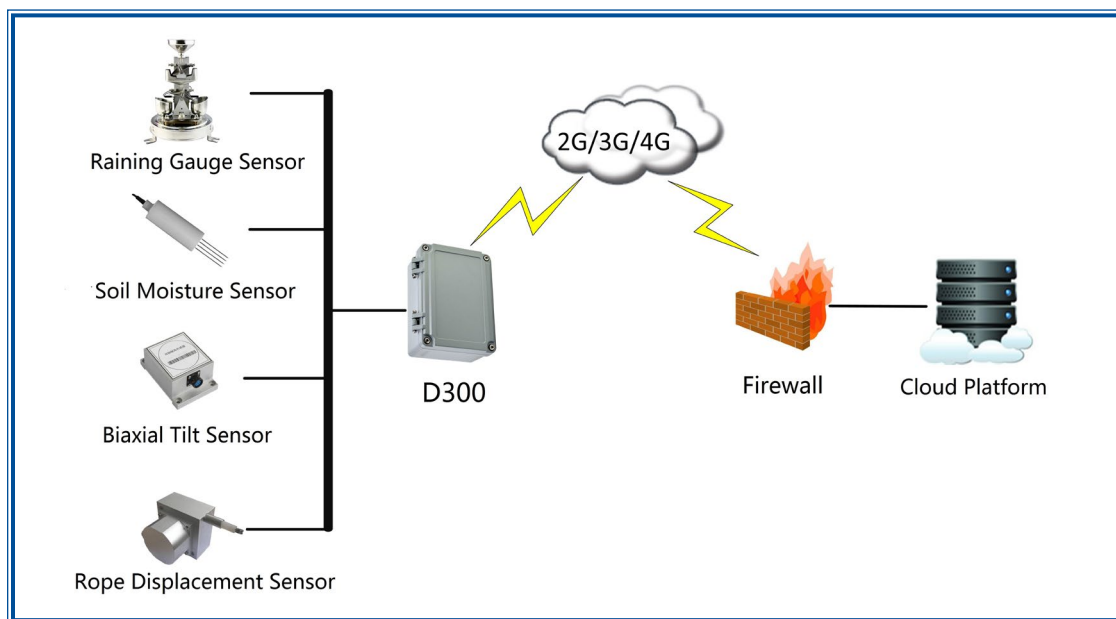 Raining Gauge Sensor
Soil Moisture Sensor
Biaxial Tilt Sensor
Rope Displacement Sensor
D300
2G/3G/4G
Firewall
Cloud Platform